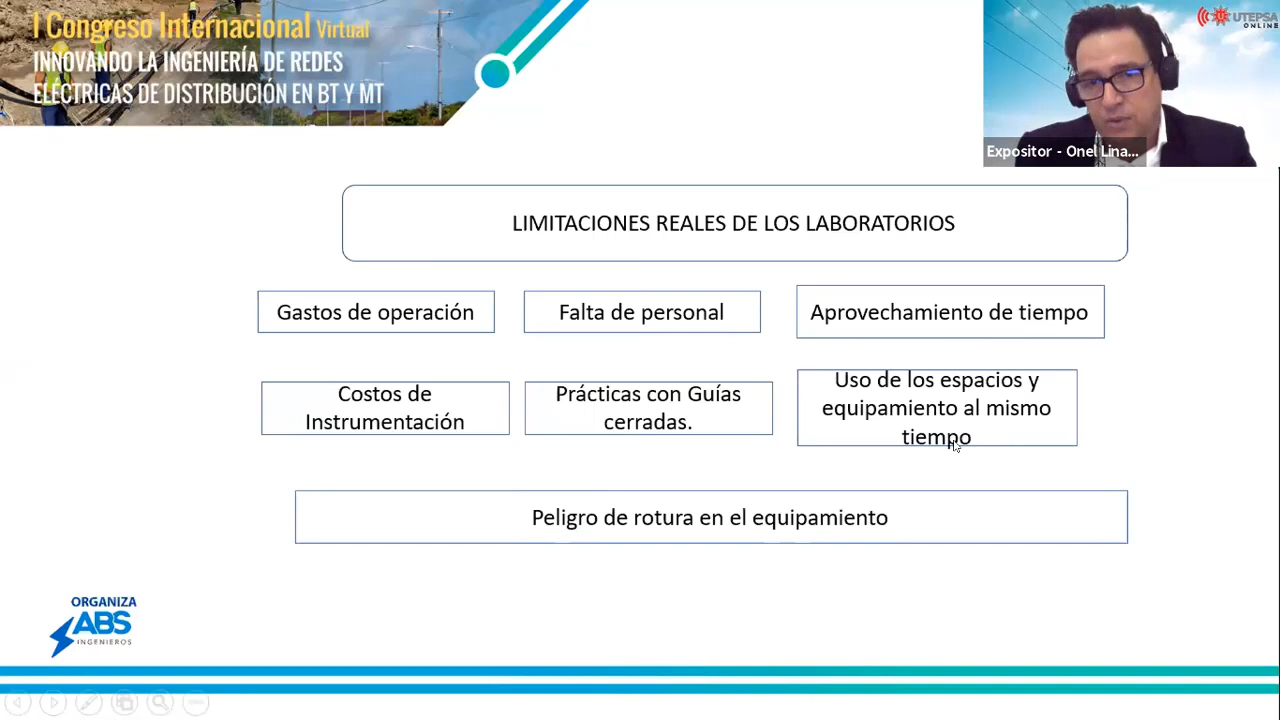 I Congreso Internacional Virtual
INNOVANDO LA INGENIERÍA DE REDES
ELÉCTRICAS DE DISTRIBUCIÓN EN BT Y MT
UTEPSA
ONLINE
Expositor - Onel Lina...
LIMITACIONES REALES DE LOS LABORATORIOS
Gastos de operación
Falta de personal
Aprovechamiento de tiempo
Costos de
Instrumentación
Prácticas con Guías
cerradas.
Uso de los espacios y
equipamiento al mismo
tiempo
Peligro de rotura en el equipamiento
ORGANIZA
ABS
INGENIEROS